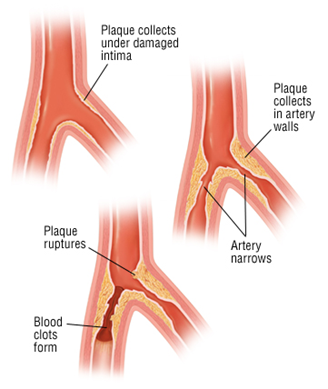 Plaque collects
under damaged
intima
Plaque
collects
in artery
walls
Artery
narrows
Plaque
ruptures
Blood
clots
form